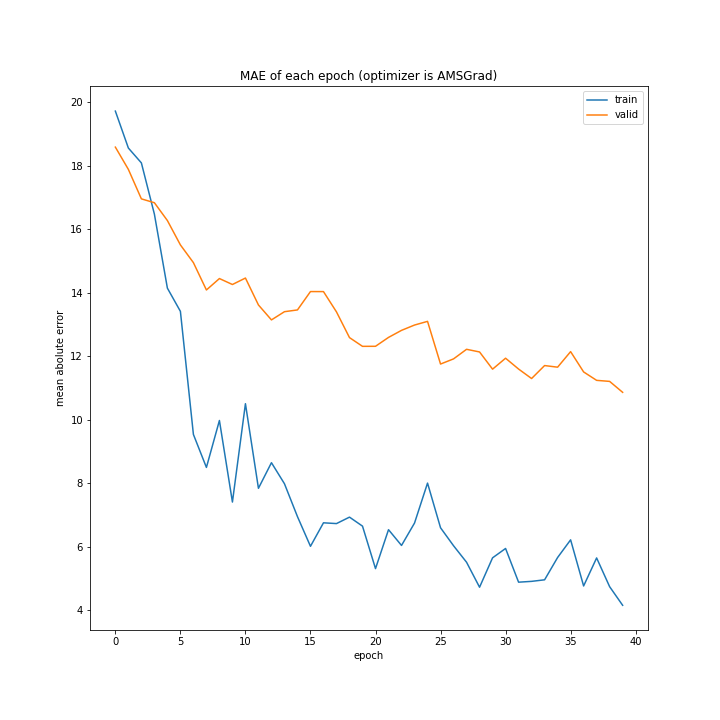 MAE of each epoch (optimizer is AMSGrad)
train
valid
20
18
16
14
12
10
8
6
4
mean abolute error
0 5 10 15 20 25 30 35 40
epoch